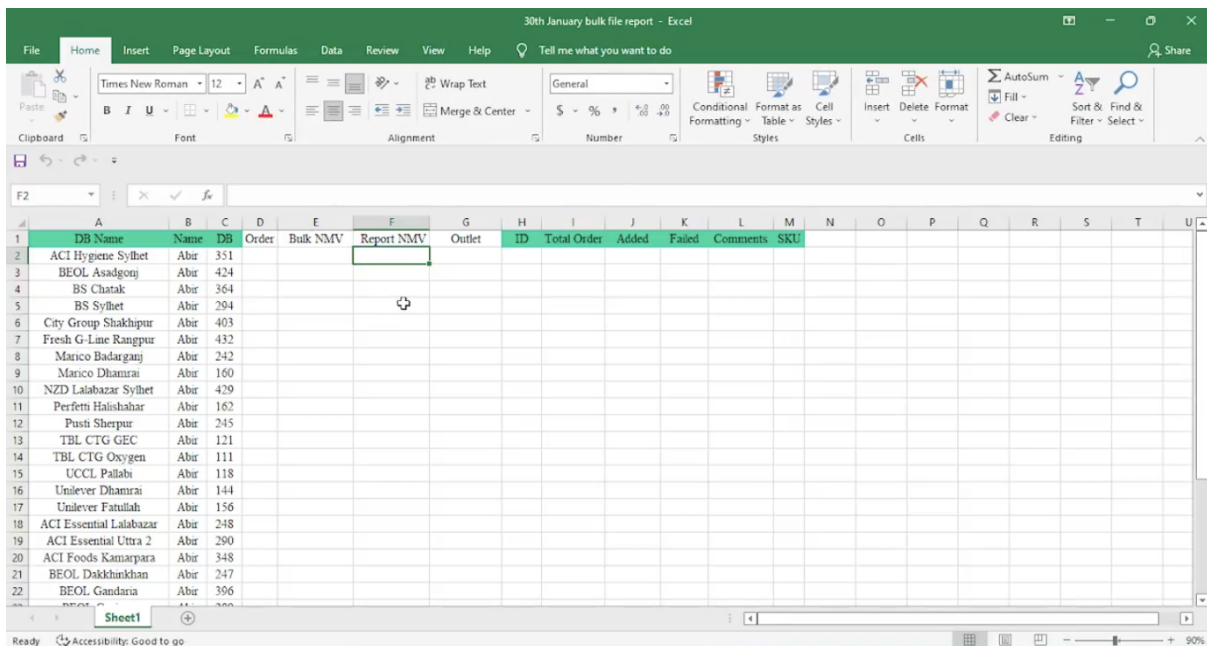 30th January bulk file report - Excel
File Home Insert Page Layout Formulas Data Review View Help Tell me what you want to do Share
Paste
Clipboard
Times New Roman 12 A A
B I U A
Font
ab Wrap Text
Merge & Center
Alignment
General
$ % ,
Number
Conditional Formatting
Format as Table
Cell Styles
Styles
Insert Delete Format
Cells
AutoSum
Fill
Clear
Sort & Filter
Find & Select
Editing
F2 fx
A B C D E F G H I J K L M N O P Q R S T U
1 DB Name Name DB Order Bulk NMV Report NMV Outlet ID Total Order Added Failed Comments SKU
2 ACI Hygiene Sylhet Abir 351
3 BEOL Asadgonj Abir 424
4 BS Chatak Abir 364
5 BS Sylhet Abir 294
6 City Group Shakhipur Abir 403
7 Fresh G-Line Rangpur Abir 432
8 Marico Badarganj Abir 242
9 Marico Dhamrai Abir 160
10 NZD Lalabazar Sylhet Abir 429
11 Perfetti Halishahar Abir 162
12 Pusti Sherpur Abir 245
13 TBL CTG GEC Abir 121
14 TBL CTG Oxygen Abir 111
15 UCCL Pallabi Abir 118
16 Unilever Dhamrai Abir 144
17 Unilever Fatullah Abir 156
18 ACI Essential Lalabazar Abir 248
19 ACI Essential Uttra 2 Abir 290
20 ACI Foods Kamarpara Abir 348
21 BEOL Dakkhinkhan Abir 247
22 BEOL Gandaria Abir 396
Sheet1
Ready Accessibility: Good to go 90%